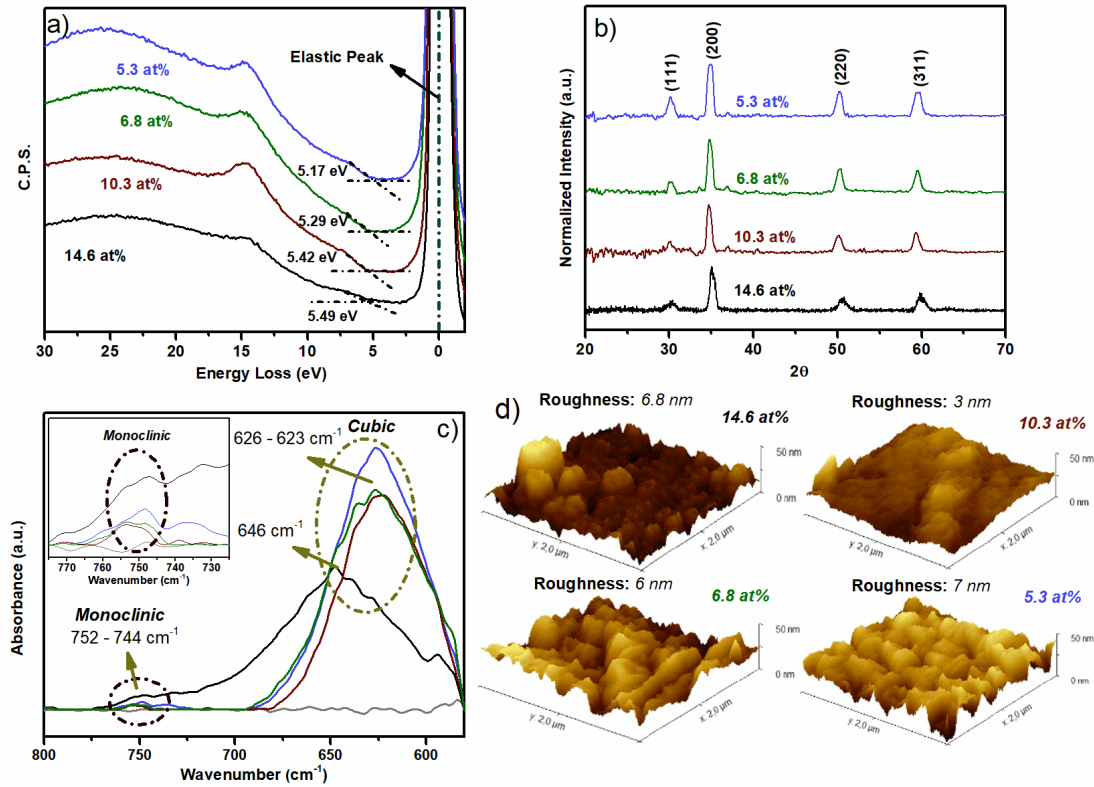 a)
Elastic Peak
5.3 at%
6.8 at%
10.3 at%
14.6 at%
5.17 eV
5.29 eV
5.42 eV
5.49 eV
C.P.S.
30 25 20 15 10 5 0
Energy Loss (eV)
b)
(111)
(200)
(220)
(311)
5.3 at%
6.8 at%
10.3 at%
14.6 at%
Normalized Intensity (a.u.)
20 30 40 50 60 70
2θ
c)
Monoclinic
770 760 750 740 730
Wavenumber (cm-1)
626 - 623 cm-1
Cubic
646 cm-1
Monoclinic
752 - 744 cm-1
Absorbance (a.u.)
800 750 700 650 600
Wavenumber (cm-1)
d)
Roughness: 6.8 nm
14.6 at%
50 nm
0 nm
y. 2,0 µm
x. 2,0 µm
Roughness: 3 nm
10.3 at%
50 nm
0 nm
y. 2,0 µm
x. 2,0 µm
Roughness: 6 nm
6.8 at%
50 nm
0 nm
y. 2,0 µm
x. 2,0 µm
Roughness: 7 nm
5.3 at%
50 nm
0 nm
y. 2,0 µm
x. 2,0 µm